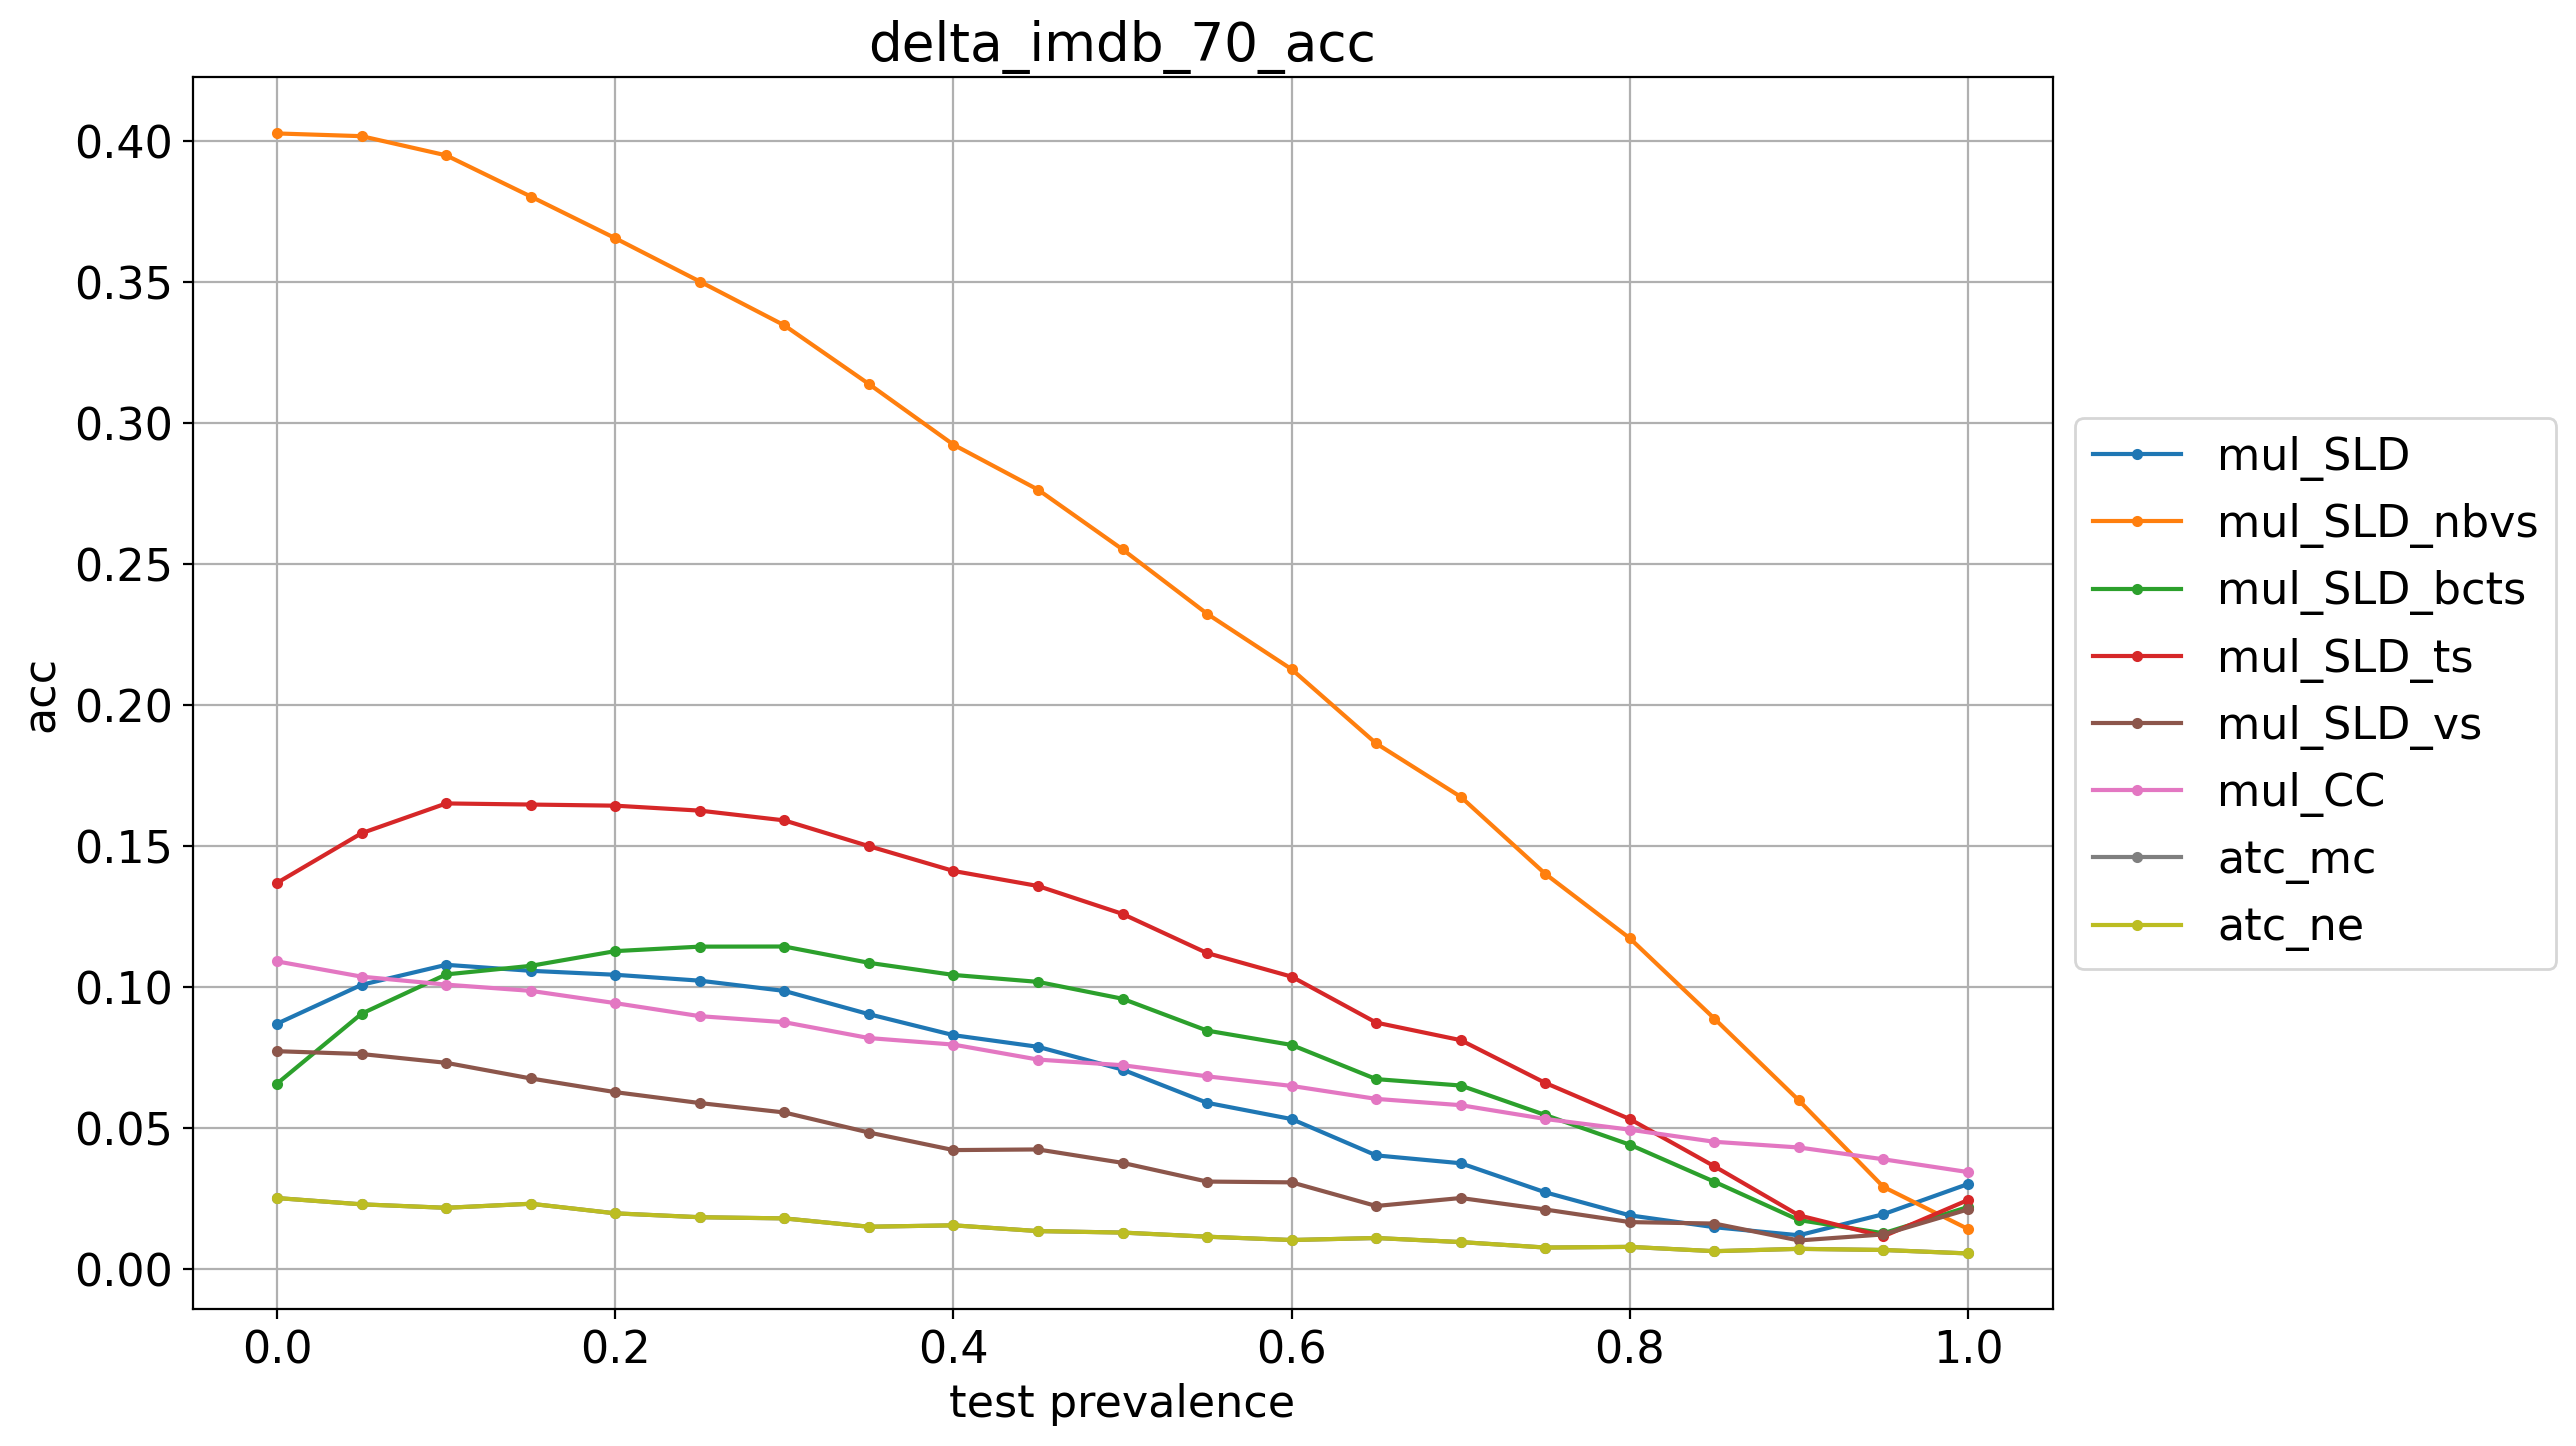 delta_imdb_70_acc
0.40
0.35
0.30
0.25
0.20
0.15
0.10
0.05
0.00
acc
0.0 0.2 0.4 0.6 0.8 1.0
test prevalence
mul_SLD
mul_SLD_nbvs
mul_SLD_bcts
mul_SLD_ts
mul_SLD_vs
mul_CC
atc_mc
atc_ne